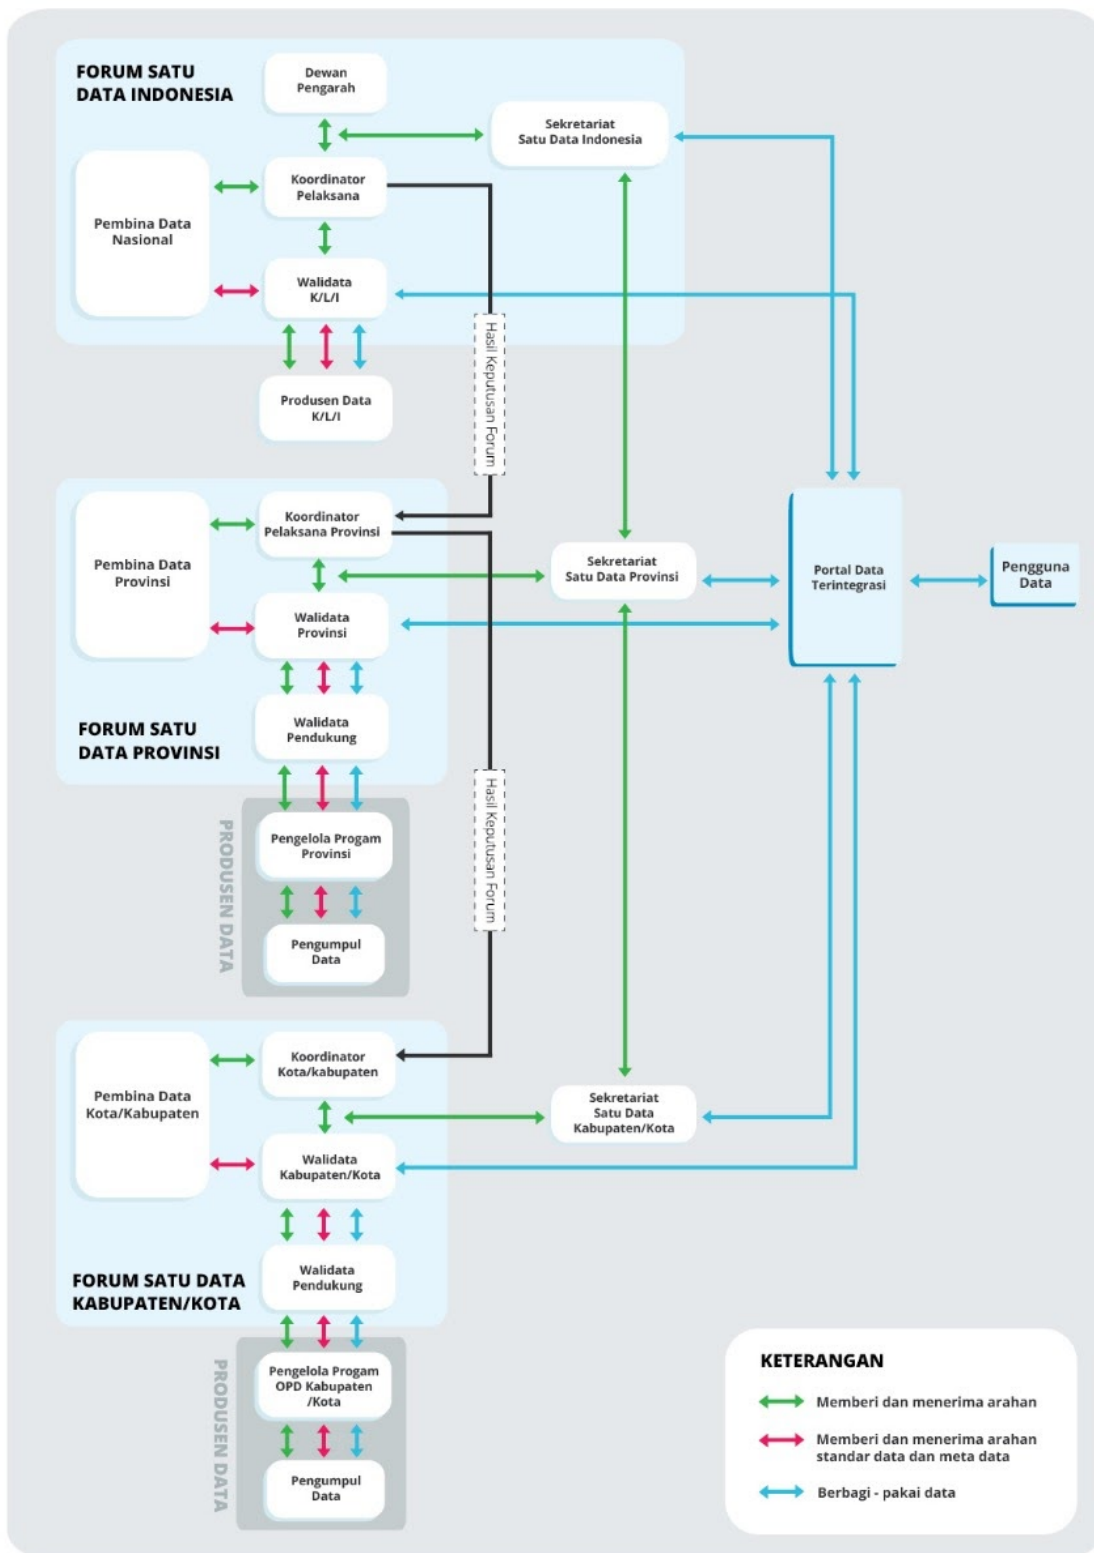 FORUM SATU
DATA INDONESIA
Dewan
Pengarah
Sekretariat
Satu Data Indonesia
Koordinator
Pelaksana
Pembina Data
Nasional
Walidata
K/L/I
Hasil Keputusan Forum
Produsen Data
K/L/I
Koordinator
Pelaksana Provinsi
Pembina Data
Provinsi
Sekretariat
Satu Data Provinsi
Portal Data
Terintegrasi
Pengguna
Data
Walidata
Provinsi
FORUM SATU
DATA PROVINSI
Walidata
Pendukung
Hasil Keputusan Forum
PRODUSEN DATA
Pengelola Progam
Provinsi
Pengumpul
Data
Koordinator
Kota/kabupaten
Pembina Data
Kota/Kabupaten
Sekretariat
Satu Data
Kabupaten/Kota
Walidata
Kabupaten/Kota
FORUM SATU DATA
KABUPATEN/KOTA
Walidata
Pendukung
PRODUSEN DATA
Pengelola Progam
OPD Kabupaten
/Kota
Pengumpul
Data
KETERANGAN
Memberi dan menerima arahan
Memberi dan menerima arahan
standar data dan meta data
Berbagi - pakai data